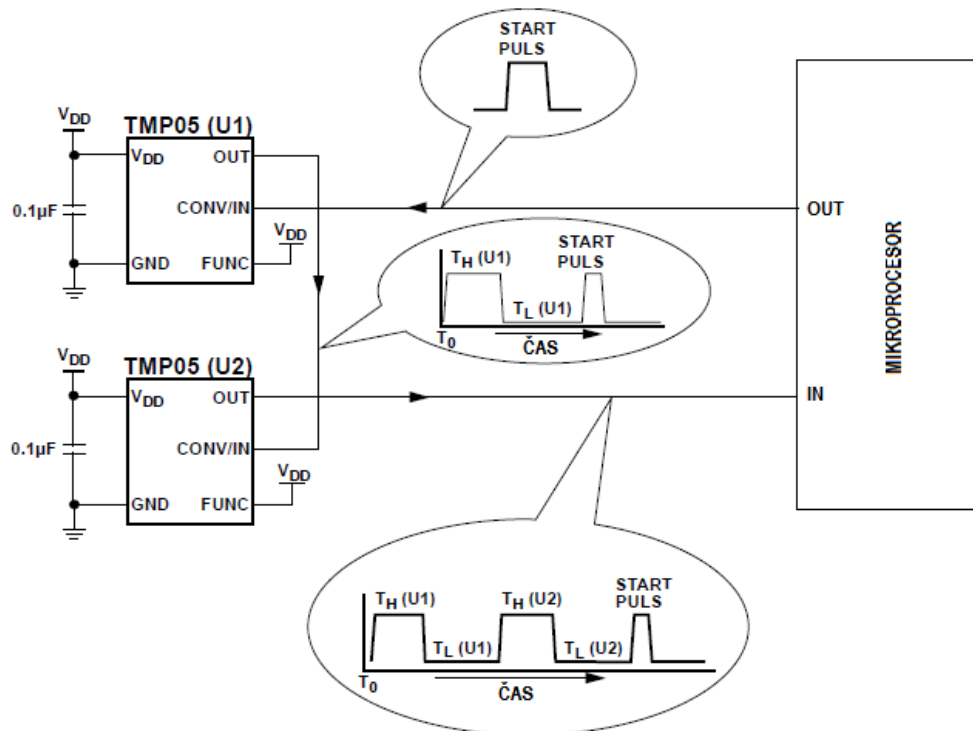 START
PULS
VDD
TMP05 (U1)
VDD
OUT
0.1µF
CONV/IN
OUT
VDD
GND
FUNC
TH (U1)
START
PULS
TL (U1)
T0
ČAS
MIKROPROCESOR
VDD
TMP05 (U2)
VDD
OUT
IN
0.1µF
CONV/IN
VDD
GND
FUNC
TH (U1)
TH (U2)
START
PULS
TL (U1)
TL (U2)
T0
ČAS